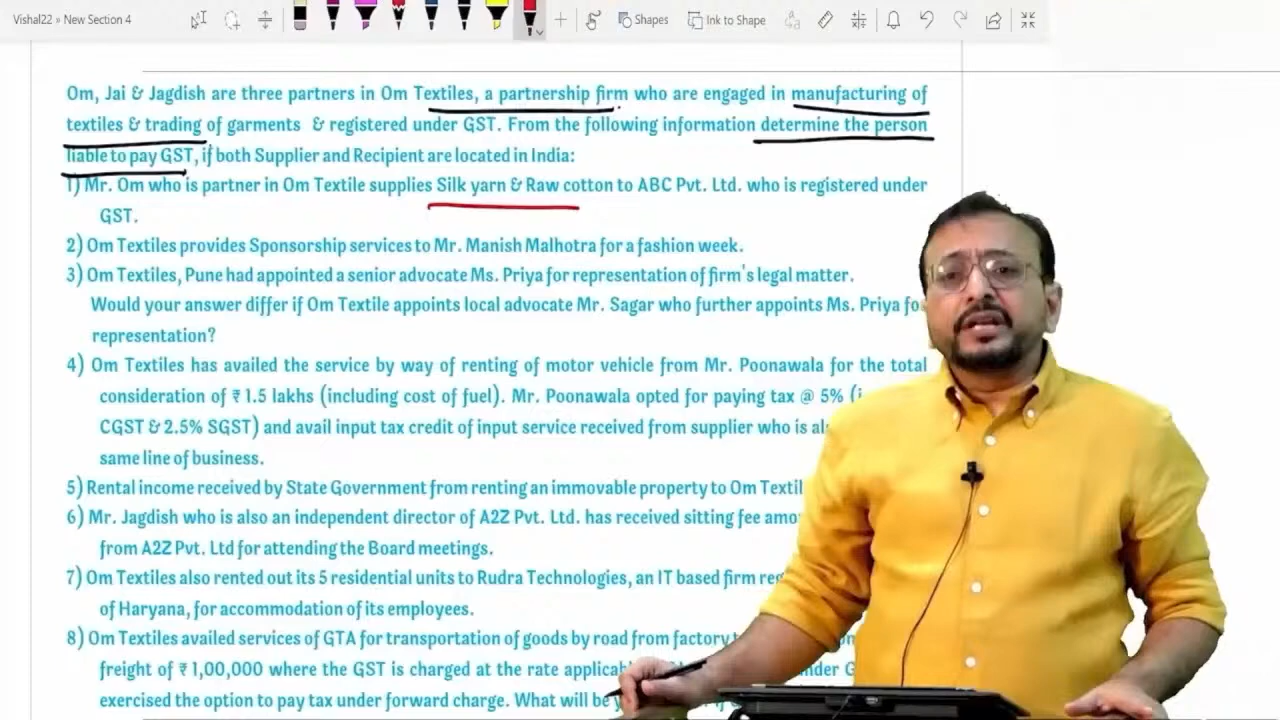 Vishal22 » New Section 4
Shapes
Ink to Shape
Om, Jai & Jagdish are three partners in Om Textiles, a partnership firm who are engaged in manufacturing of
textiles & trading of garments & registered under GST. From the following information determine the person
liable to pay GST, if both Supplier and Recipient are located in India:
1) Mr. Om who is partner in Om Textile supplies Silk yarn & Raw cotton to ABC Pvt. Ltd. who is registered under
GST.
2) Om Textiles provides Sponsorship services to Mr. Manish Malhotra for a fashion week.
3) Om Textiles, Pune had appointed a senior advocate Ms. Priya for representation of firm's legal matter.
Would your answer differ if Om Textile appoints local advocate Mr. Sagar who further appoints Ms. Priya
representation?
4) Om Textiles has availed the service by way of renting of motor vehicle from Mr. Poonawala for the total
consideration of ₹ 1.5 lakhs (including cost of fuel). Mr. Poonawala opted for paying tax @ 5%
CGST & 2.5% SGST) and avail input tax credit of input service received from supplier who is
same line of business.
5) Rental income received by State Government from renting an immovable property to Om
6) Mr. Jagdish who is also an independent director of A2Z Pvt. Ltd. has received sitting fee
from A2Z Pvt. Ltd for attending the Board meetings.
7) Om Textiles also rented out its 5 residential units to Rudra Technologies, an IT based firm
of Haryana, for accommodation of its employees.
8) Om Textiles availed services of GTA for transportation of goods by road from factory
freight of ₹ 1,00,000 where the GST is charged at the rate
exercised the option to pay tax under forward charge. What will be